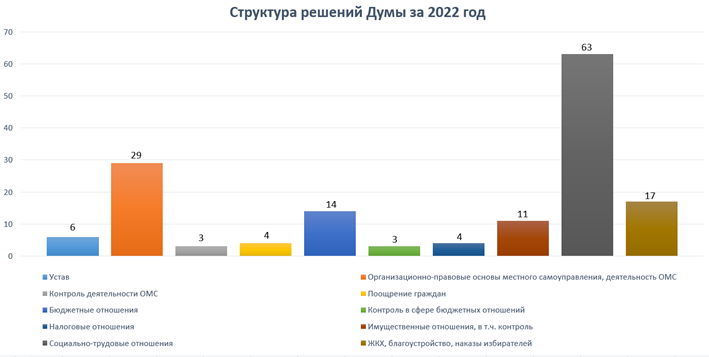 Структура решений Думы за 2022 год
70
60
50
40
30
20
10
0
6
29
3
4
14
3
4
11
63
17
Устав
Организационно-правовые основы местного самоуправления, деятельность ОМС
Контроль деятельности ОМС
Поощрение граждан
Бюджетные отношения
Контроль в сфере бюджетных отношений
Налоговые отношения
Имущественные отношения, в т.ч. контроль
Социально-трудовые отношения
ЖКХ, благоустройство, наказы избирателей